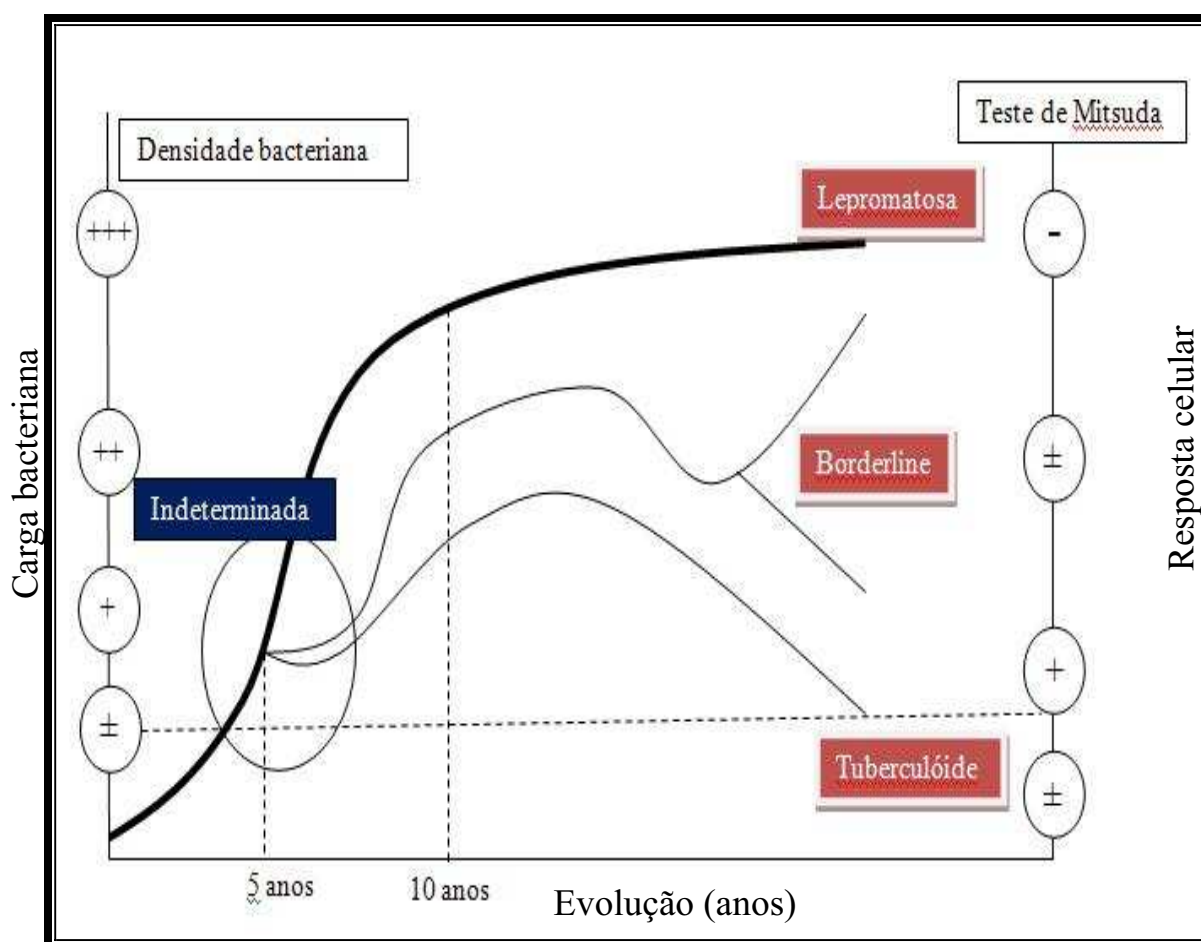 Teste de Mitsuda
Densidade bacteriana
Lepromatosa
+++
-
Carga bacteriana
Resposta celular
++
±
Borderline
Indeterminada
+
+
±
Tuberculóide
±
5 anos
10 anos
Evolução (anos)